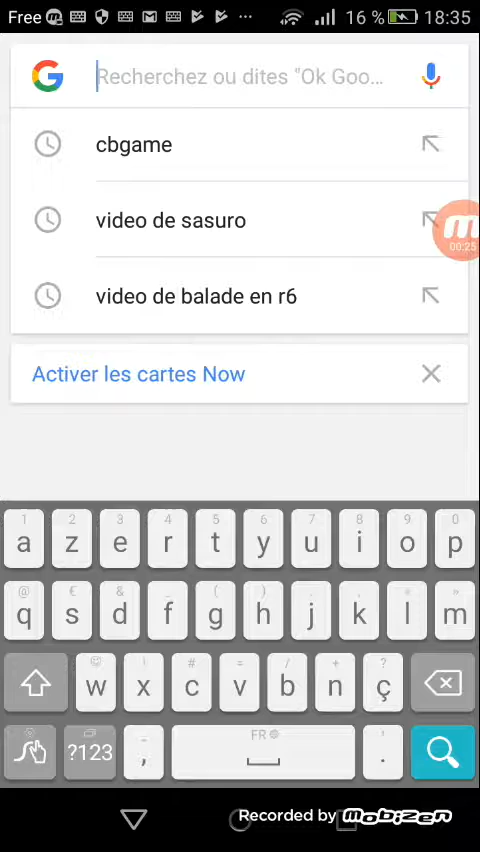 Free 16 % 18:35
Recherchez ou dites "Ok Goo...
cbgame
video de sasuro
00:25
video de balade en r6
Activer les cartes Now
1 2 3 4 5 6 7 8 9 0
a z e r t y u i o p
@ € & _ ( ) : ; « »
q s d f g h j k l m
! # = / + ?
w x c v b n ç
FR
?123 , .
Recorded by Mobizen